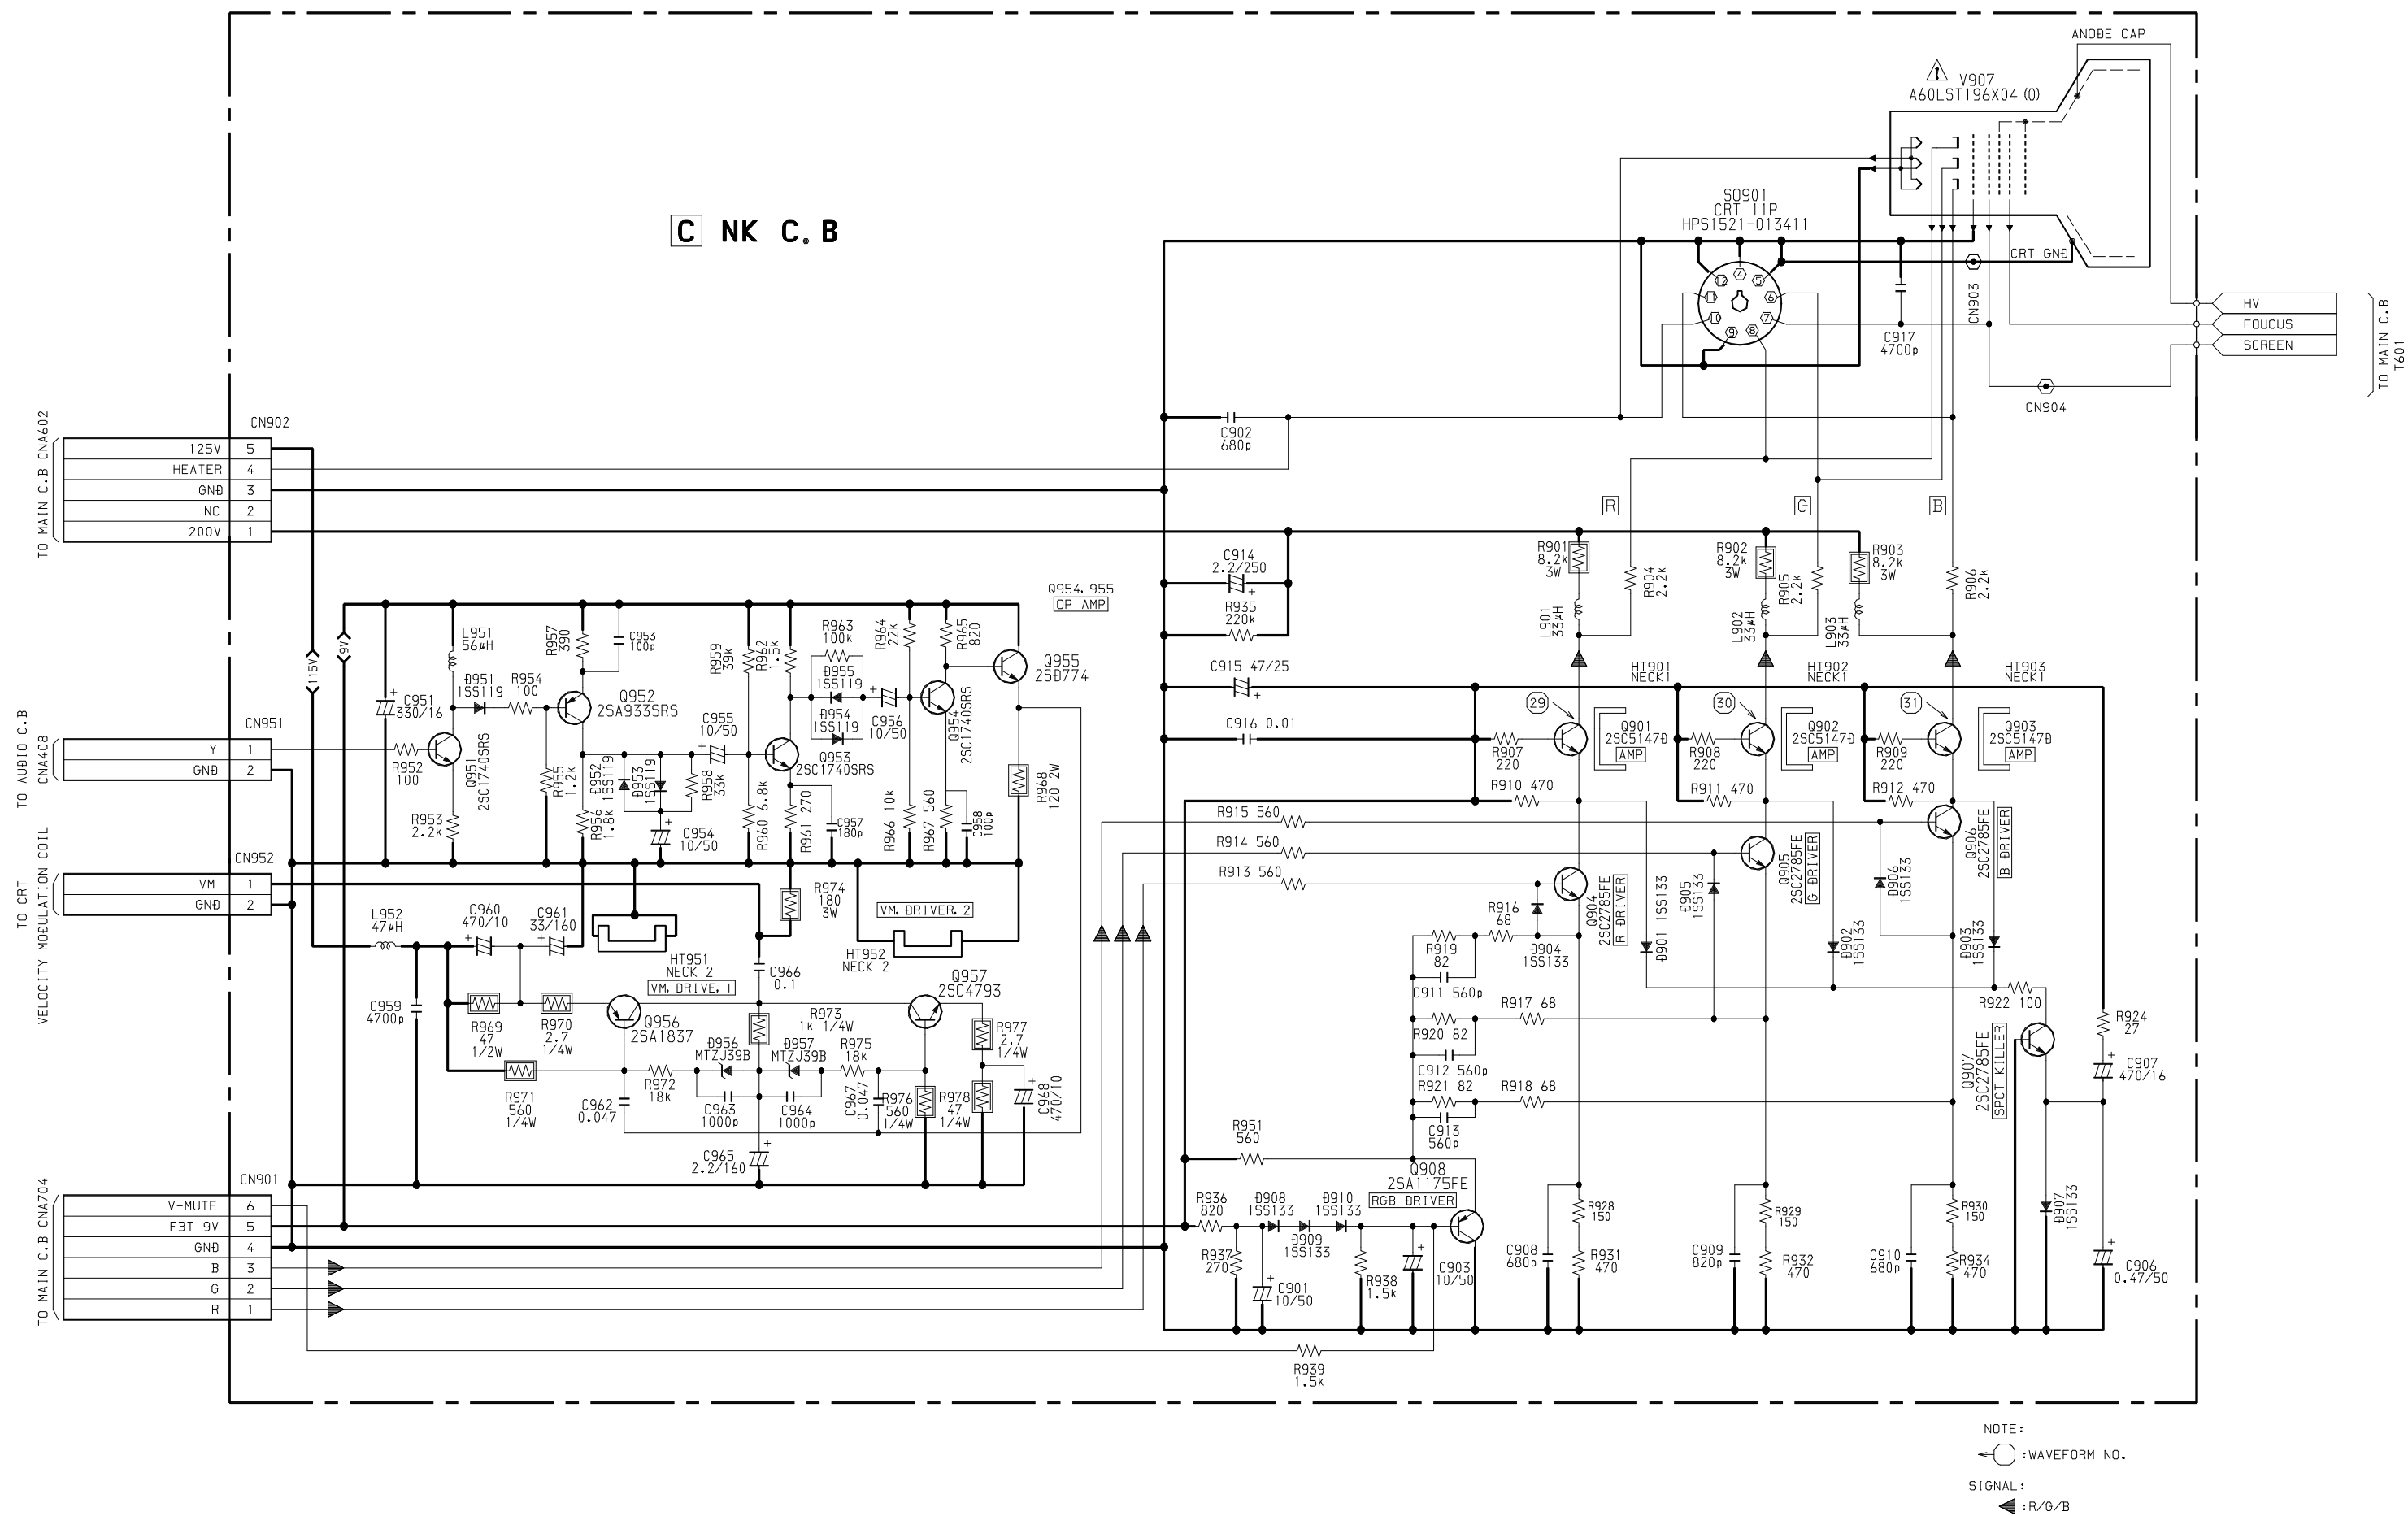 C NK C.B
ANODE CAP
V907
A60LST196X04(0)
SO901
CRT 11P
HPS1521-013411
CRT GND
12
4
5
11
6
10
7
9
8
C917
4700p
CN903
CN904
HV
FOUCUS
SCREEN
TO MAIN C.B
T601
TO MAIN C.B CNA602
CN902
125V 5
HEATER 4
GND 3
NC 2
200V 1
C902
680p
R
G
B
R901
8.2k
3W
R904
2.2k
R902
8.2k
3W
R905
2.2k
R903
8.2k
3W
R906
2.2k
L901
33µH
L902
33µH
L903
33µH
C914
2.2/250
R935
220k
C915 47/25
C916 0.01
HT901
NECK1
HT902
NECK1
HT903
NECK1
29
30
31
Q901
2SC5147D
AMP
Q902
2SC5147D
AMP
Q903
2SC5147D
AMP
R907
220
R908
220
R909
220
R910 470
R911 470
R912 470
Q954,955
OP AMP
115V
9V
L951
56µH
R957
390
C953
100p
R959
39k
R962
1.5k
R963
100k
R964
22k
R965
820
Q955
2SD774
C951
330/16
D951
1SS119
R954
100
Q952
2SA933SRS
D955
1SS119
D954
1SS119
C955
10/50
C956
10/50
Q954
2SC1740SRS
Q953
2SC1740SRS
TO AUDIO C.B
CNA408
CN951
Y 1
GND 2
R952
100
Q951
2SC1740SRS
R953
2.2k
R955
1.2k
D952
1SS119
D953
1SS119
R958
33k
R956
1.8k
C954
10/50
R960 6.8k
R961 270
C957
180p
R966 10k
R967 560
C958
100p
R968
120 2W
TO CRT
VELOCITY MODULATION COIL
CN952
VM 1
GND 2
L952
47µH
C960
470/10
C961
33/160
R974
180
3W
VM. DRIVER. 2
HT952
NECK 2
HT951
NECK 2
VM. DRIVE. 1
C966
0.1
Q957
2SC4793
C959
4700p
R969
47
1/2W
R970
2.7
1/4W
Q956
2SA1837
R973
1k 1/4W
D956
MTZJ39B
D957
MTZJ39B
R975
18k
R977
2.7
1/4W
R971
560
1/4W
R972
18k
C962
0.047
C963
1000p
C964
1000p
C967
0.047
R976
560
1/4W
R978
47
1/4W
C968
470/10
C965
2.2/160
R915 560
R914 560
R913 560
Q904
2SC2785FE
R DRIVER
Q905
2SC2785FE
G DRIVER
Q906
2SC2785FE
B DRIVER
D901 1SS133
D905
1SS133
D902
1SS133
D906
1SS133
D903
1SS133
R916
68
D904
1SS133
R919
82
C911 560p
R917 68
R920 82
C912 560p
R921 82
R918 68
C913
560p
R922 100
R924
27
Q907
2SC2785FE
SPCT KILLER
C907
470/16
R951
560
Q908
2SA1175FE
RGB DRIVER
R936
820
D908
1SS133
D910
1SS133
D909
1SS133
R937
270
C901
10/50
R938
1.5k
C903
10/50
C908
680p
R928
150
R931
470
C909
820p
R929
150
R932
470
C910
680p
R930
150
R934
470
D907
1SS133
C906
0.47/50
TO MAIN C.B CNA704
CN901
V-MUTE 6
FBT 9V 5
GND 4
B 3
G 2
R 1
R939
1.5k
NOTE:
:WAVEFORM NO.
SIGNAL:
:R/G/B